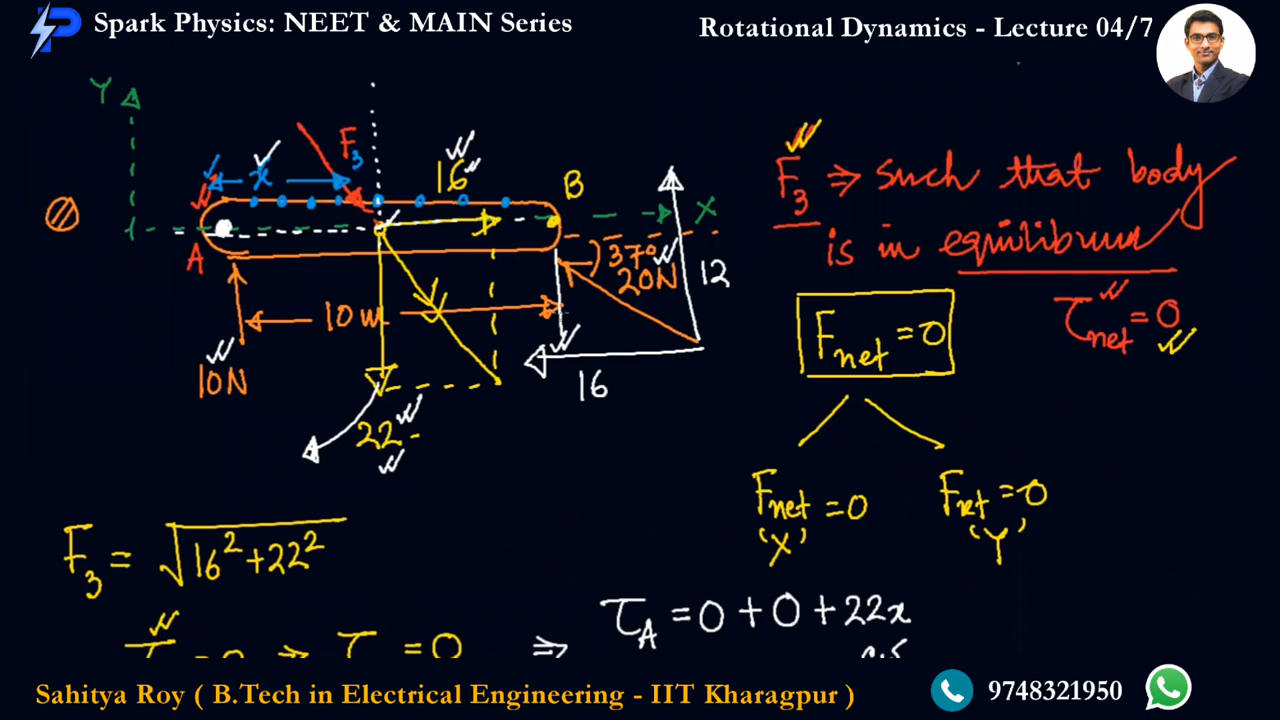 Spark Physics: NEET & MAIN Series
Rotational Dynamics - Lecture 04/7
Y
F₃
x
16
B
X
A
37°
20N
12
10 m
10N
16
22
F₃ ⇒ such that body
is in equilibrium
τnet = 0
Fnet = 0
Fnet = 0
'X'
Fnet = 0
'Y'
F₃ = √16²+22²
τA = 0 + 0 + 22x
= 0 ⇒ τ = 0 ⇒
Sahitya Roy ( B.Tech in Electrical Engineering - IIT Kharagpur )
9748321950